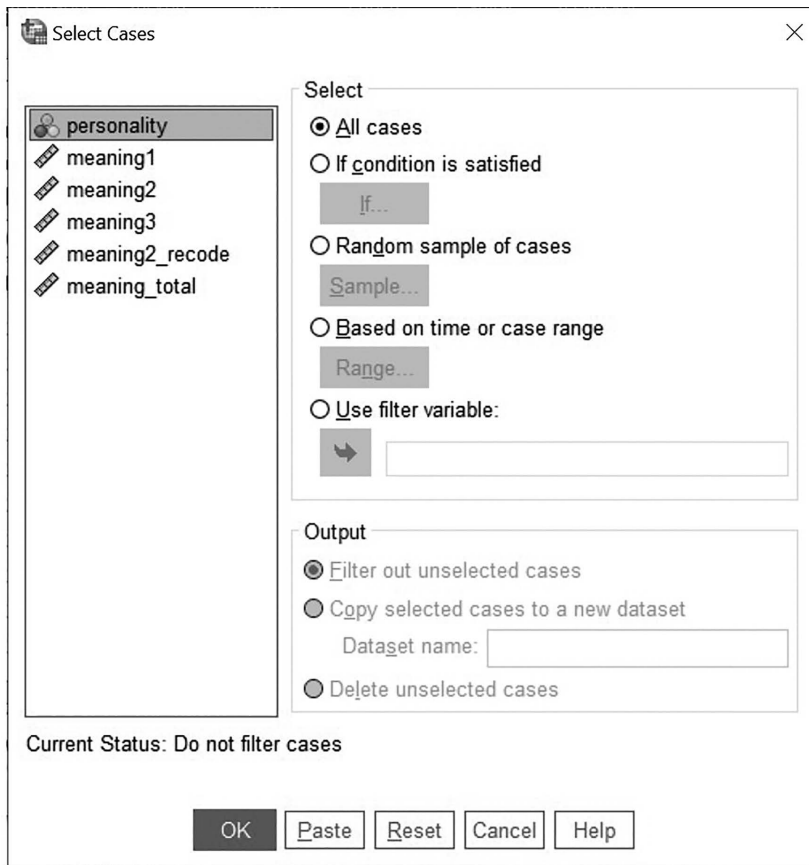 Select Cases
personality
meaning1
meaning2
meaning3
meaning2_recode
meaning_total
Select
All cases
If condition is satisfied
If...
Random sample of cases
Sample...
Based on time or case range
Range...
Use filter variable:
Output
Filter out unselected cases
Copy selected cases to a new dataset
Dataset name:
Delete unselected cases
Current Status: Do not filter cases
OK Paste Reset Cancel Help